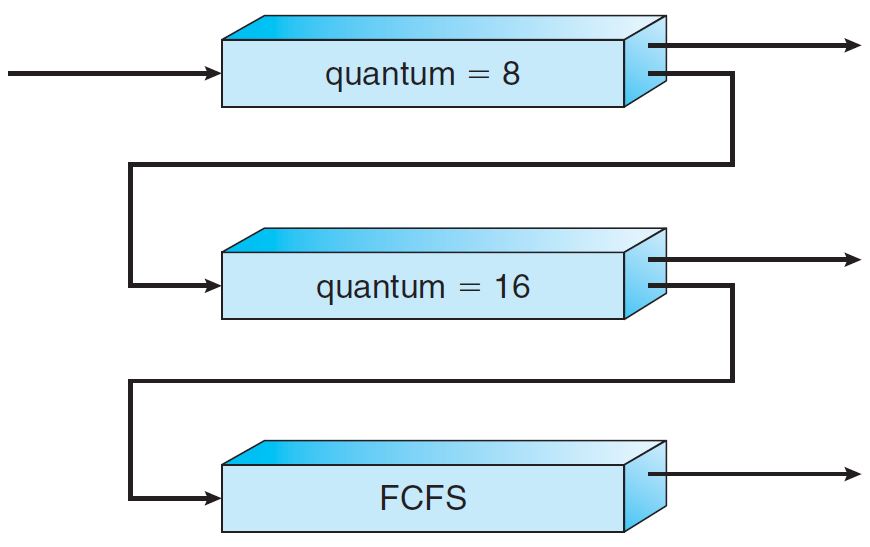 quantum = 8
quantum = 16
FCFS